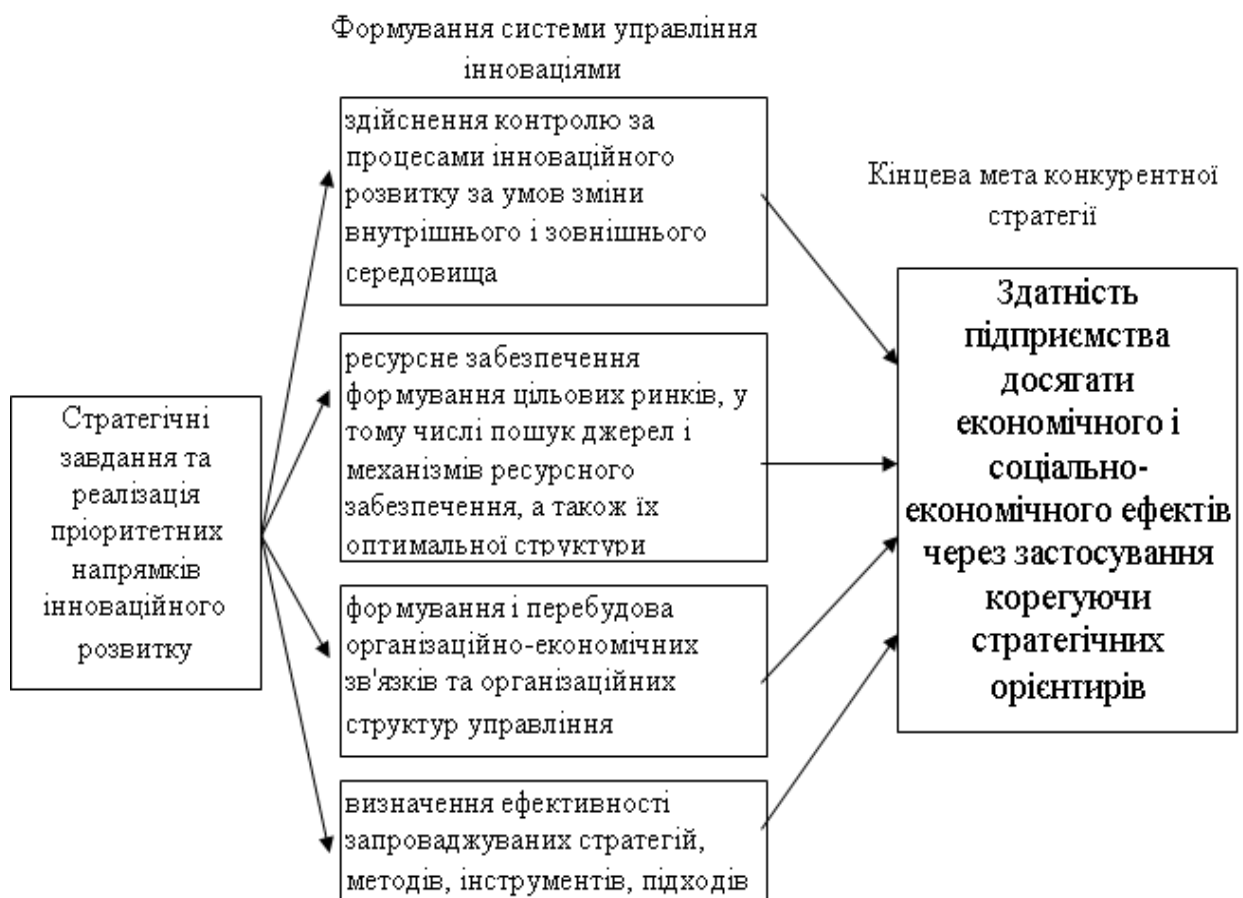 Формування системи управління
інноваціями
здійснення контролю за
процесами інноваційного
розвитку за умов зміни
внутрішнього і зовнішнього
середовища
ресурсне забезпечення
формування цільових ринків, у
тому числі пошук джерел і
механізмів ресурсного
забезпечення, а також їх
оптимальної структури
формування і перебудова
організаційно-економічних
зв'язків та організаційних
структур управління
визначення ефективності
запроваджуваних стратегій,
методів, інструментів, підходів
Стратегічні
завдання та
реалізація
пріоритетних
напрямків
інноваційного
розвитку
Кінцева мета конкурентної
стратегії
Здатність
підприємства
досягати
економічного і
соціально-
економічного ефектів
через застосування
корегуючи
стратегічних
орієнтирів